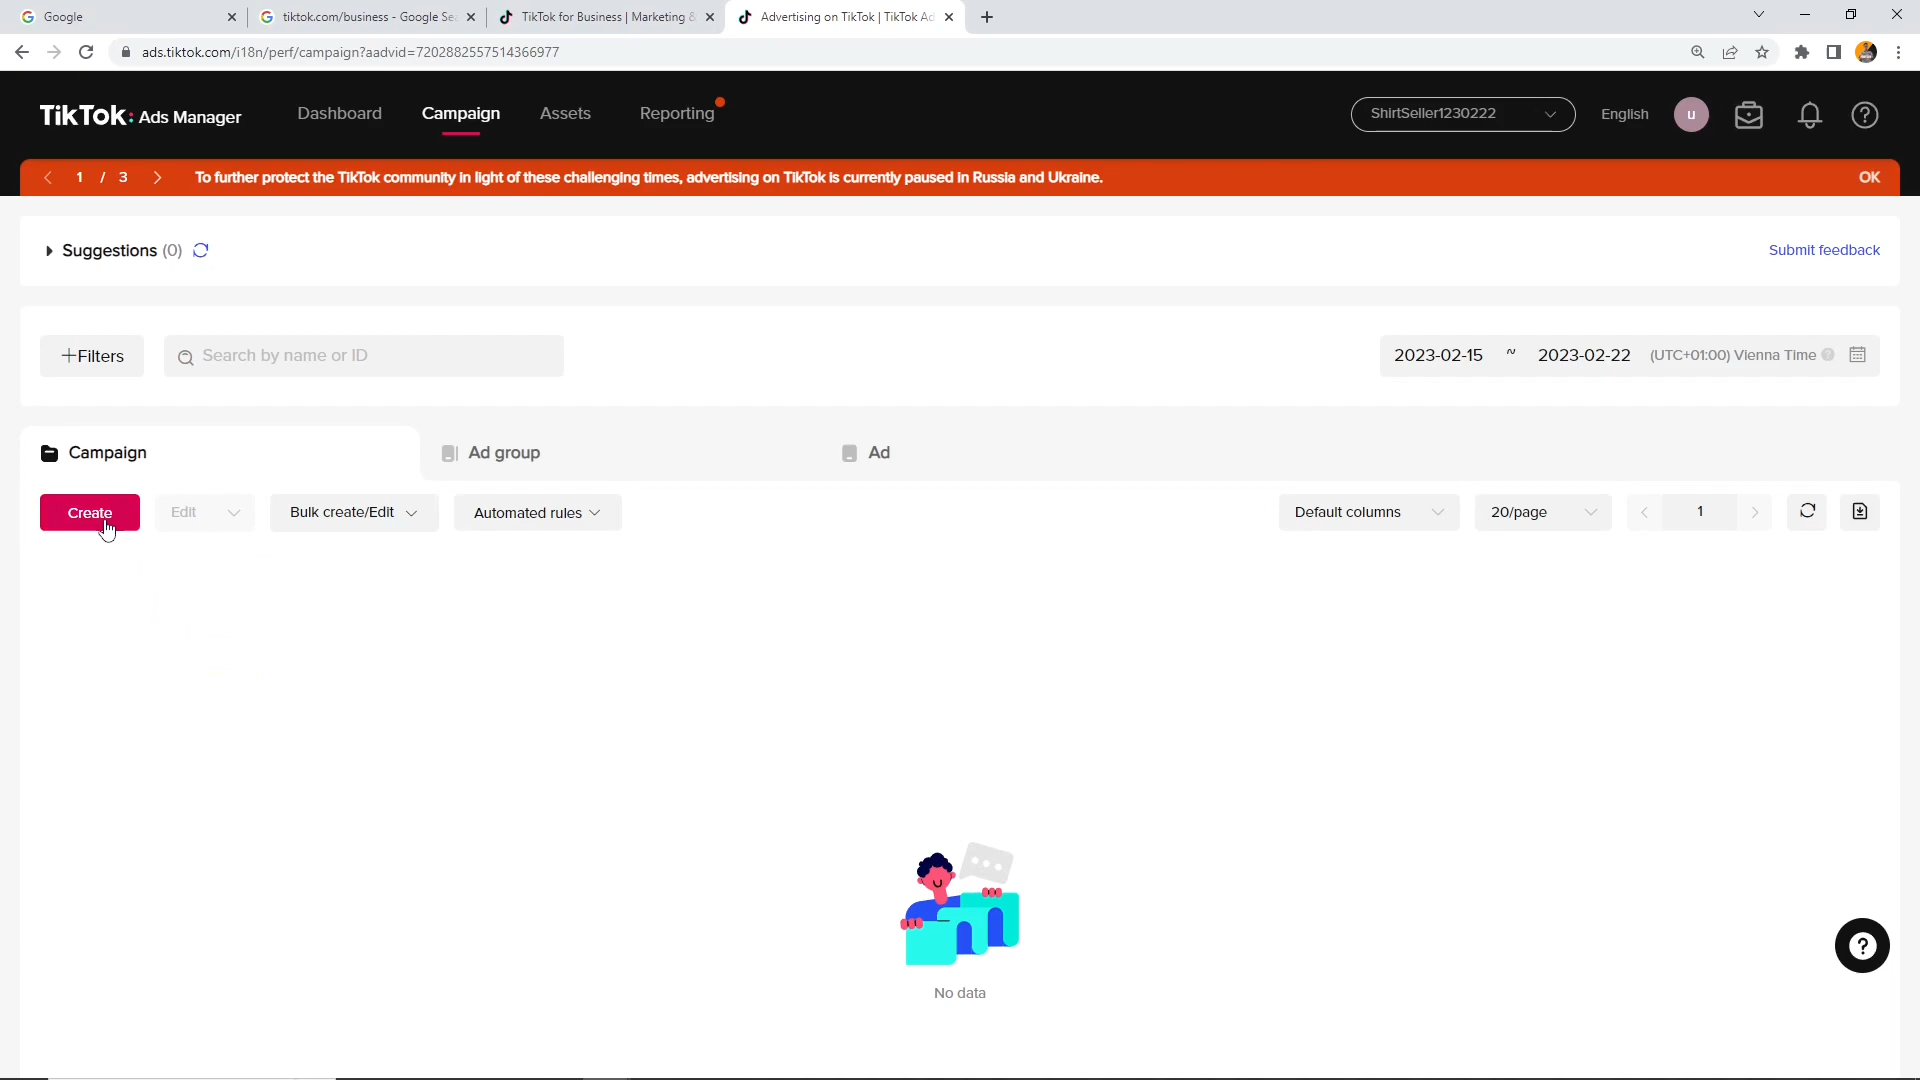 Google
tiktok.com/business - Google Se
TikTok for Business | Marketing &
Advertising on TikTok | TikTok Ad
ads.tiktok.com/i18n/perf/campaign?aadvid=7202882557514366977
TikTok: Ads Manager
Dashboard
Campaign
Assets
Reporting
ShirtSeller1230222
English
u
1 / 3
To further protect the TikTok community in light of these challenging times, advertising on TikTok is currently paused in Russia and Ukraine.
OK
Suggestions (0)
Submit feedback
+Filters
Search by name or ID
2023-02-15 ~ 2023-02-22 (UTC+01:00) Vienna Time
Campaign
Ad group
Ad
Create
Edit
Bulk create/Edit
Automated rules
Default columns
20/page
1
No data